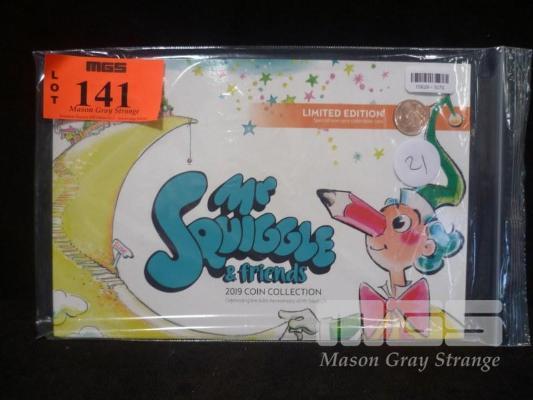 LOT
MGS
141
Mason Gray Strange
LIMITED EDITION
21
Mr
SQUIGGLE
& friends
2019 COIN COLLECTION
MGS
Mason Gray Strange